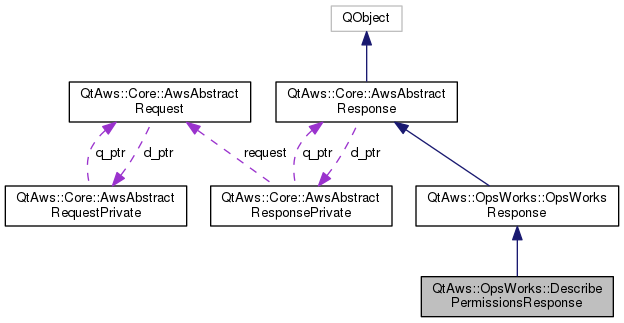 QObject
QtAws::Core::AwsAbstract
Request
QtAws::Core::AwsAbstract
Response
q_ptr
d_ptr
request
q_ptr
d_ptr
QtAws::Core::AwsAbstract
RequestPrivate
QtAws::Core::AwsAbstract
ResponsePrivate
QtAws::OpsWorks::OpsWorks
Response
QtAws::OpsWorks::Describe
PermissionsResponse